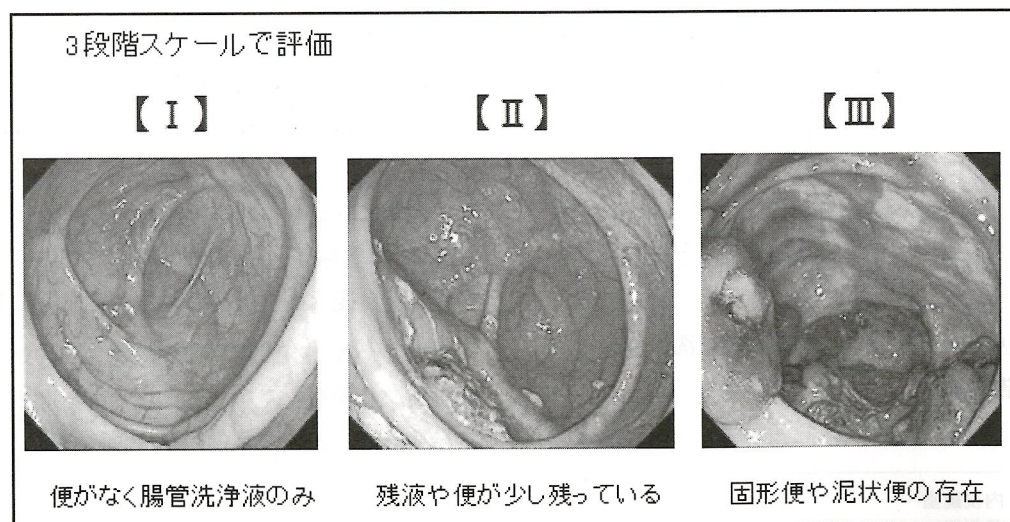 3段階スケールで評価
【Ⅰ】
【Ⅱ】
【Ⅲ】
便がなく腸管洗浄液のみ
残液や便が少し残っている
固形便や泥状便の存在